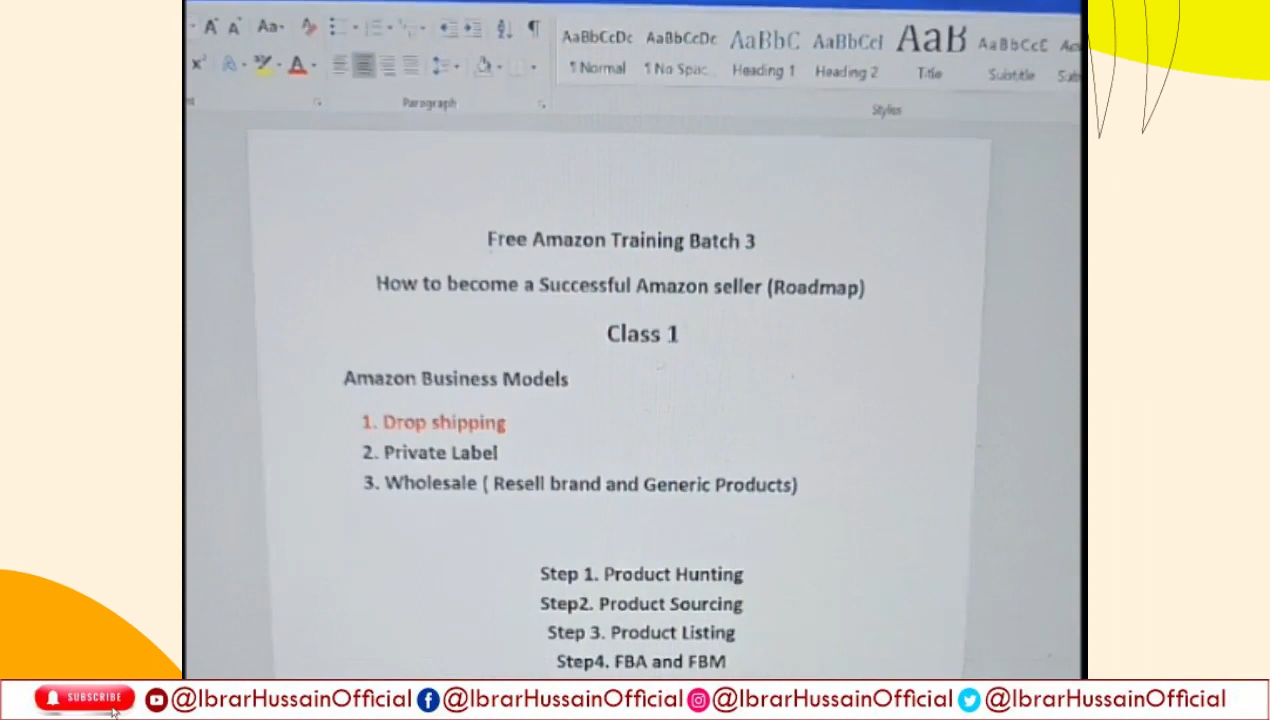 Aa
AaBbCcDc AaBbCcDc AaBbC AaBbCcI AaB AaBbCcC
¶ Normal ¶ No Spac... Heading 1 Heading 2 Title Subtitle
Paragraph Styles
Free Amazon Training Batch 3
How to become a Successful Amazon seller (Roadmap)
Class 1
Amazon Business Models
1. Drop shipping
2. Private Label
3. Wholesale ( Resell brand and Generic Products)
Step 1. Product Hunting
Step2. Product Sourcing
Step 3. Product Listing
Step4. FBA and FBM
SUBSCRIBE @IbrarHussainOfficial @IbrarHussainOfficial @IbrarHussainOfficial @IbrarHussainOfficial